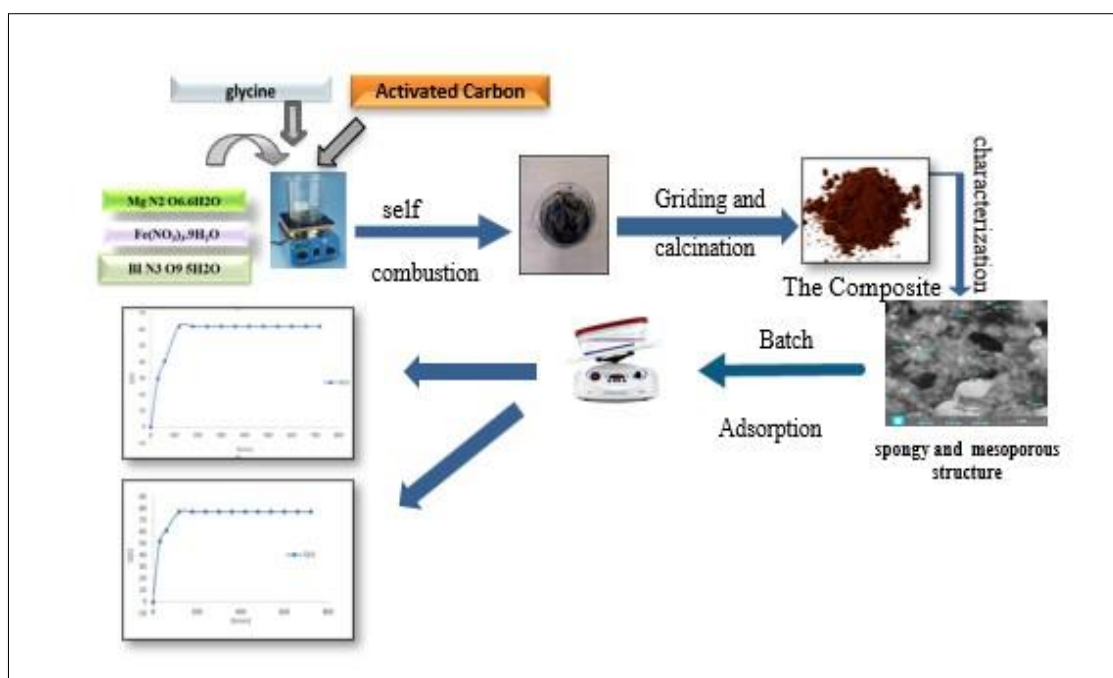 glycine
Activated Carbon
Mg N2 O6.6H2O
Fe(NO3)3.9H2O
BI N3 O9 5H2O
self
combustion
Griding and
calcination
The Composite
characterization
spongy and mesoporous
structure
Batch
Adsorption